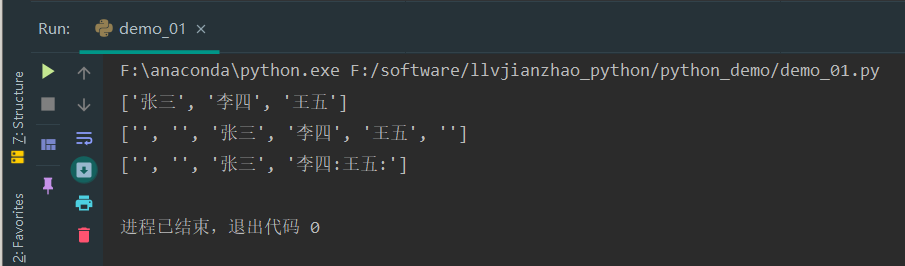 Run: demo_01
F:\anaconda\python.exe F:/software/llvjianzhao_python/python_demo/demo_01.py
['张三', '李四', '王五']
['', '', '张三', '李四', '王五', '']
['', '', '张三', '李四:王五:']
进程已结束，退出代码 0
7: Structure
2: Favorites